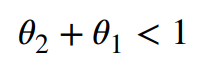 θ₂ + θ₁ < 1